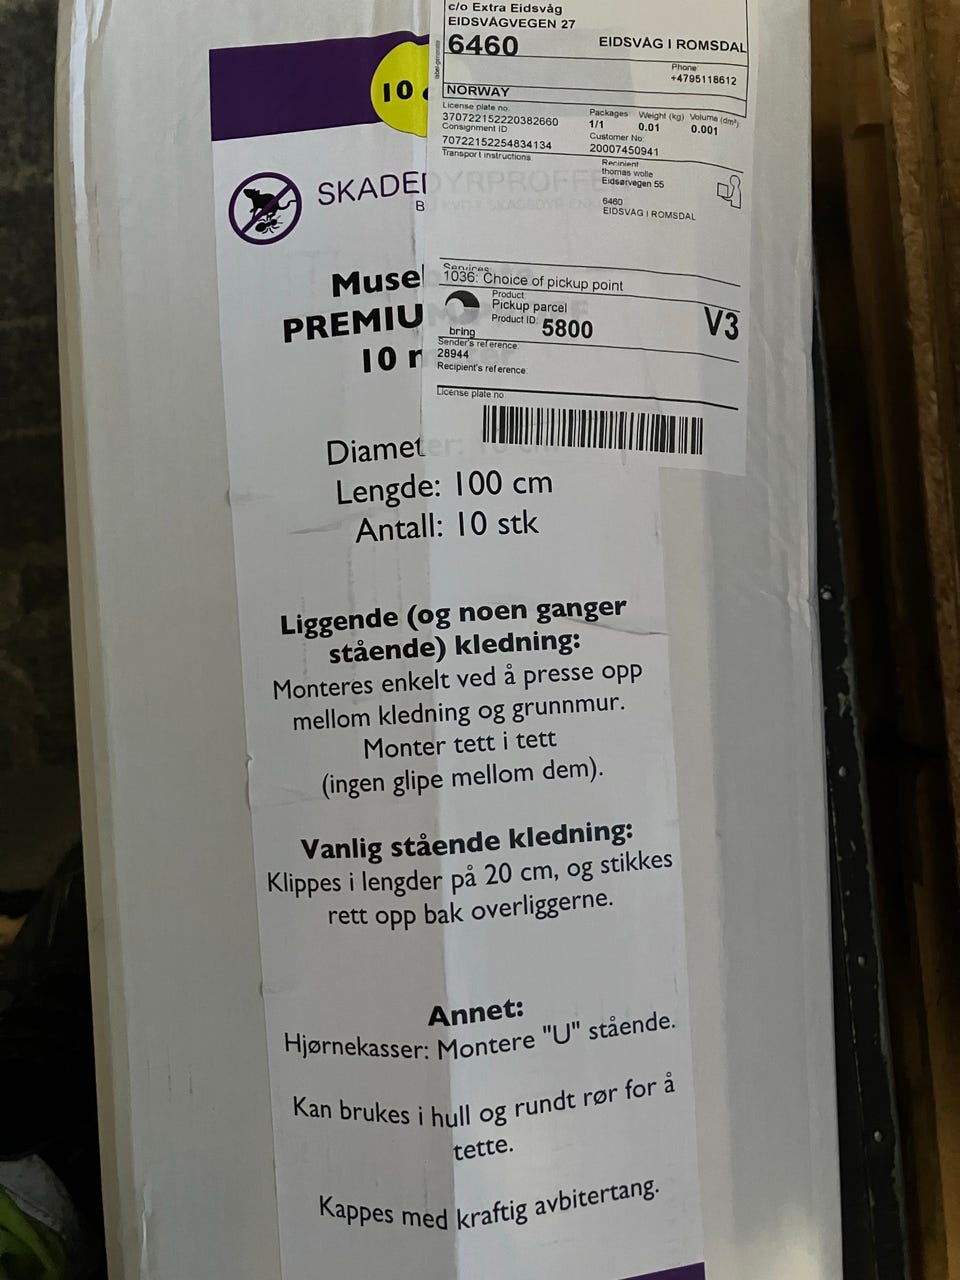 c/o Extra Eidsvåg
EIDSVÅGVEGEN 27
6460 EIDSVÅG I ROMSDAL
Phone
+4795118612
NORWAY
License plate no.
370722152220382660
Consignment ID
70722152254834134
Packages Weight (kg) Volume (dm³)
1/1 0.01 0.001
Customer No:
20007450941
Transport instructions
Recipient
thomas wolle
Eidsørvegen 55
6460
EIDSVÅG I ROMSDAL
Services:
1036: Choice of pickup point
Product:
Pickup parcel
Product ID: 5800
V3
bring
Sender's reference:
28944
Recipient's reference:
License plate no
10
SKADEDYRPROFFE
B
Muse
PREMIU
10
Diameter:
Lengde: 100 cm
Antall: 10 stk
Liggende (og noen ganger
stående) kledning:
Monteres enkelt ved å presse opp
mellom kledning og grunnmur.
Monter tett i tett
(ingen glipe mellom dem).
Vanlig stående kledning:
Klippes i lengder på 20 cm, og stikkes
rett opp bak overliggerne.
Annet:
Hjørnekasser: Montere "U" stående.
Kan brukes i hull og rundt rør for å
tette.
Kappes med kraftig avbitertang.